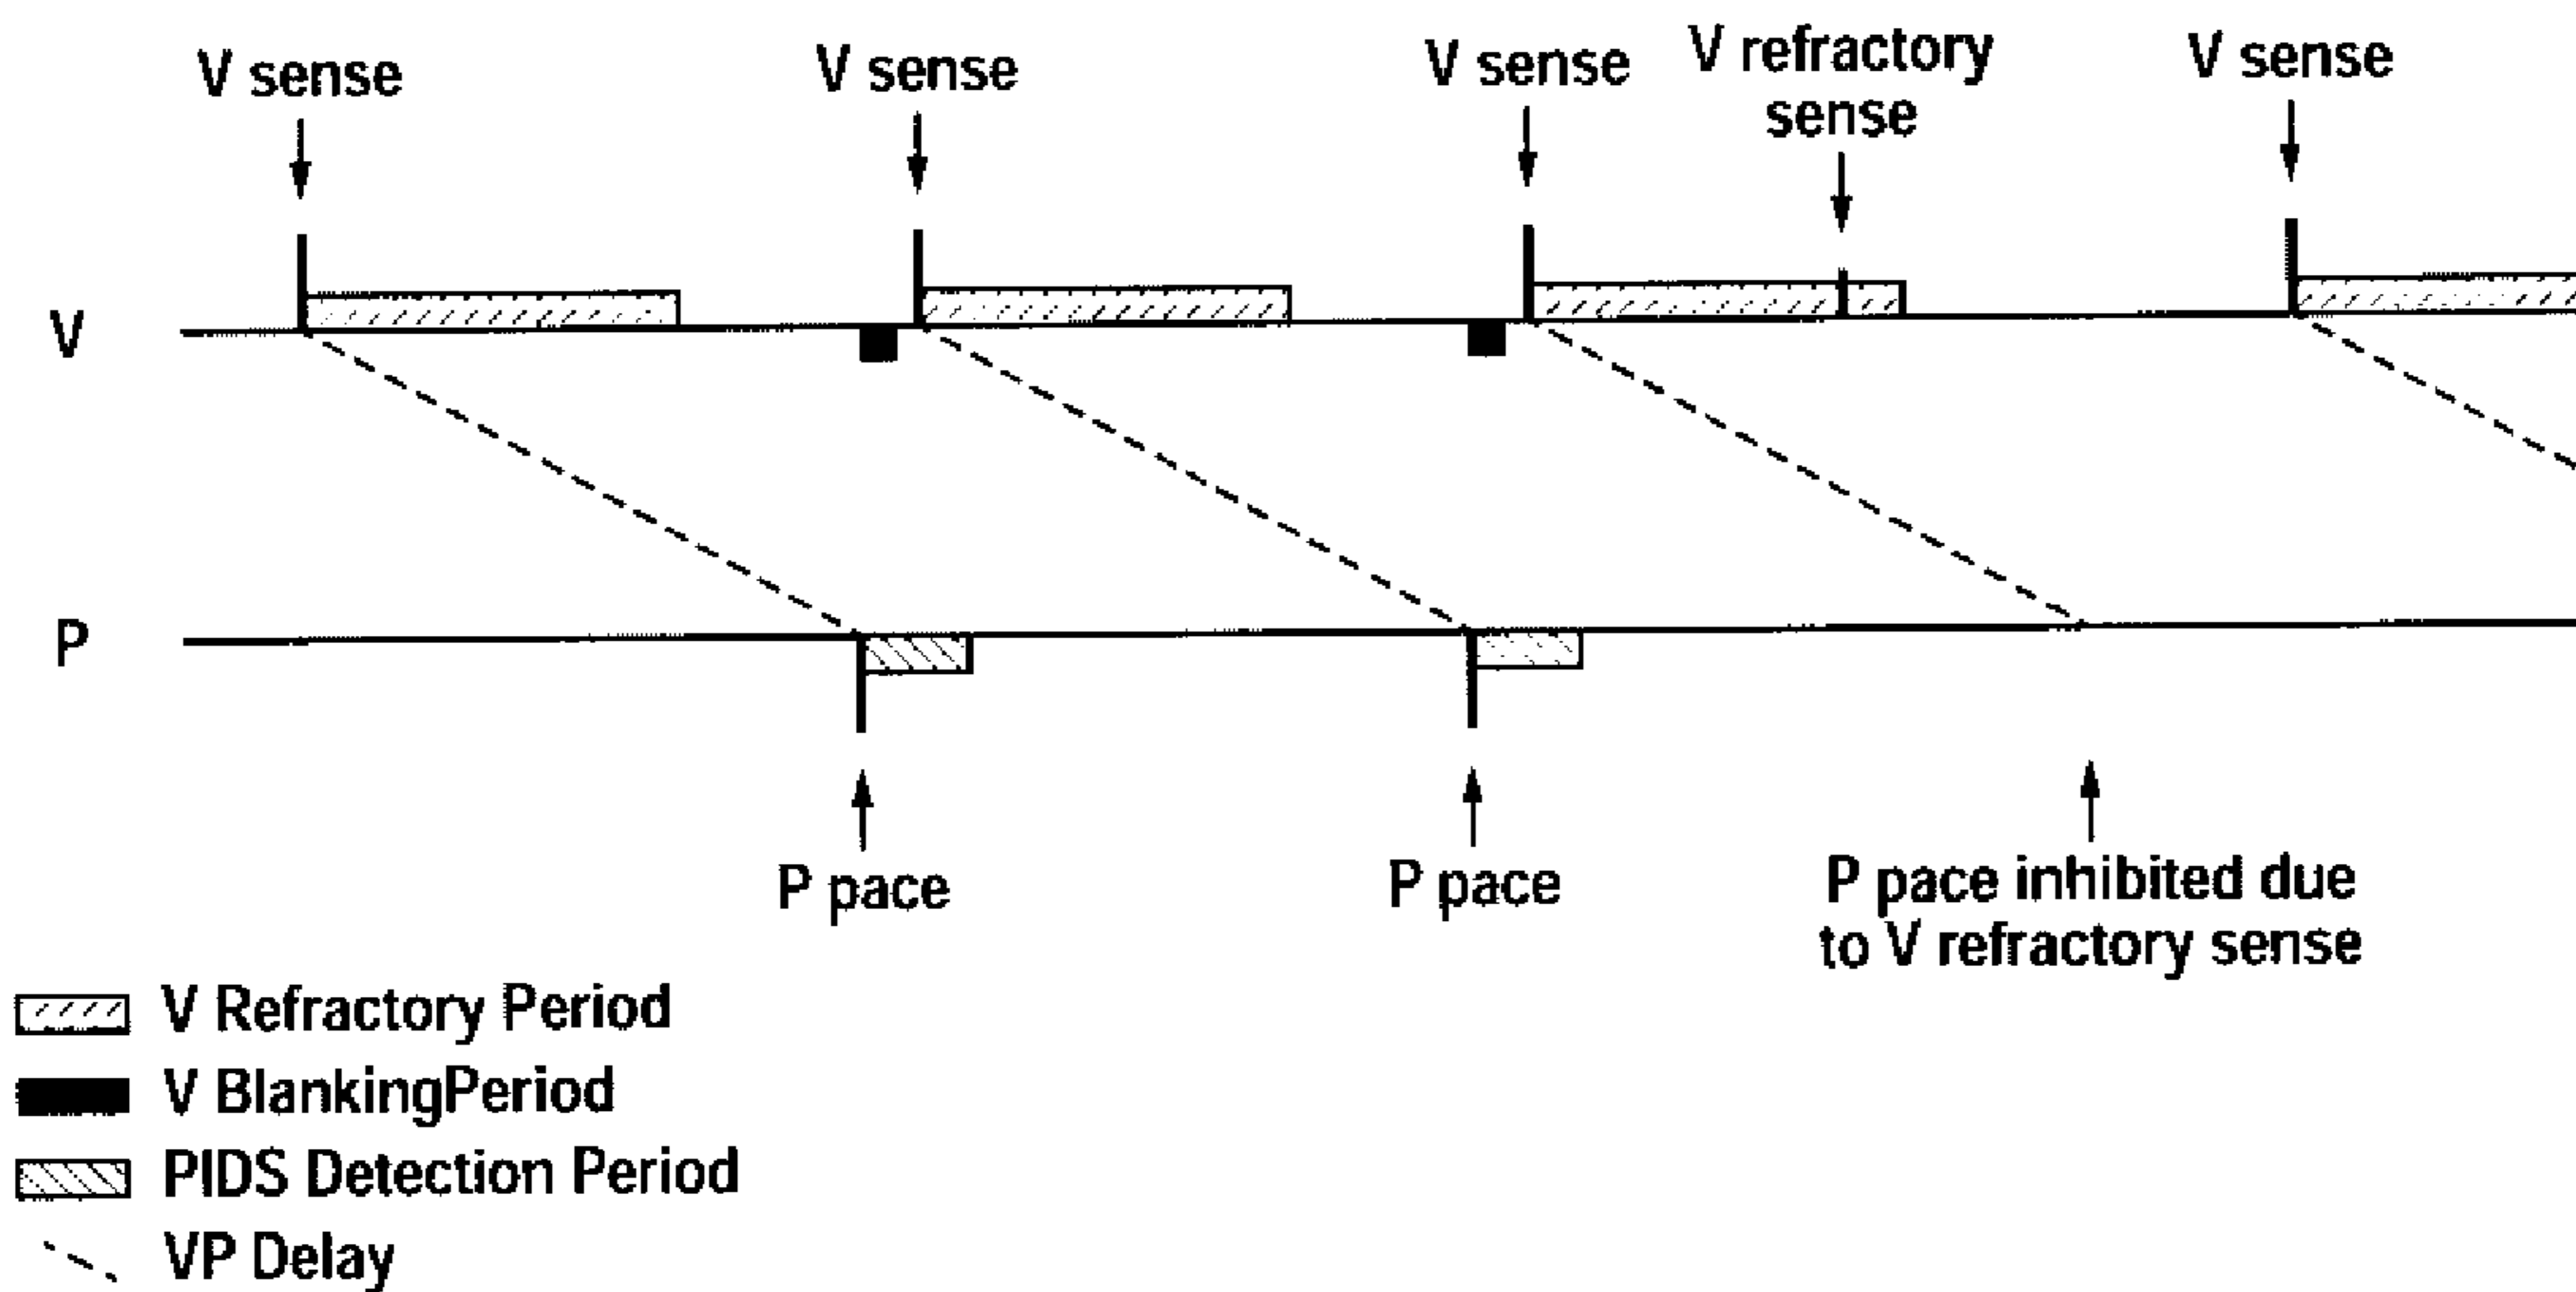 V sense
V sense
V sense
V refractory
sense
V sense
V
P
P pace
P pace
P pace inhibited due
to V refractory sense
V Refractory Period
V BlankingPeriod
PIDS Detection Period
VP Delay